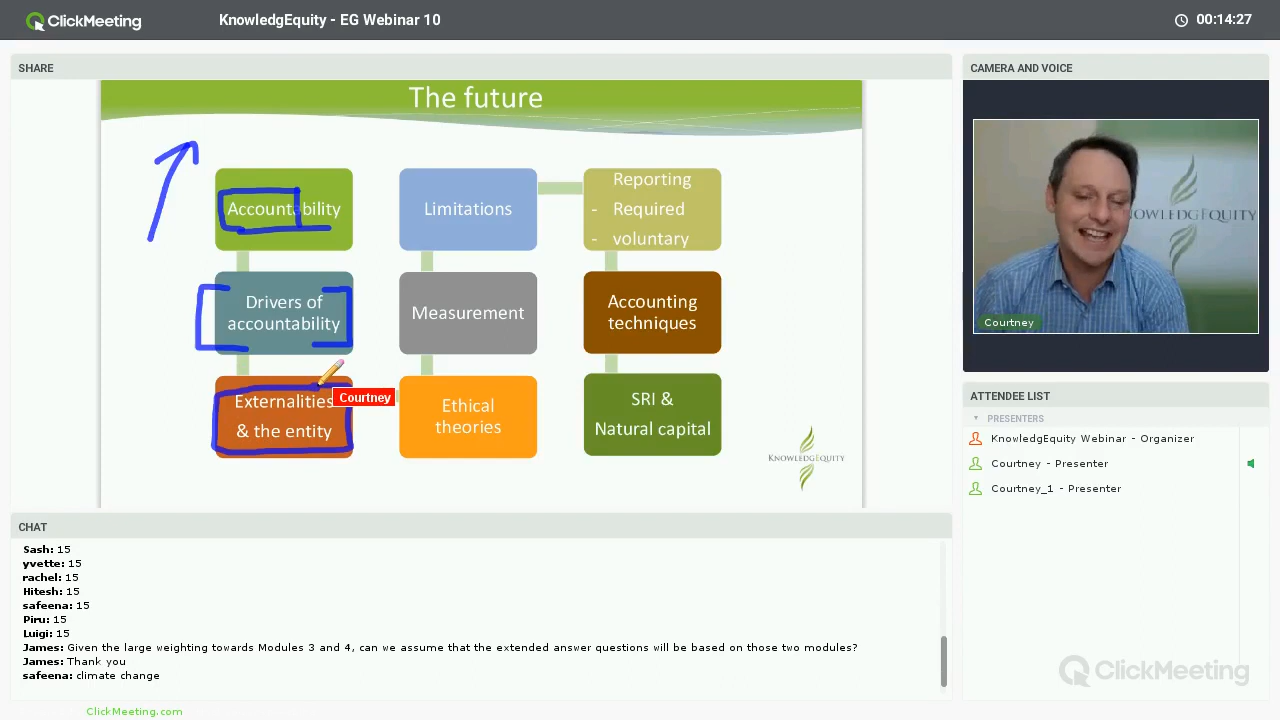 ClickMeeting
KnowledgEquity - EG Webinar 10
00:14:27
SHARE
The future
Accountability
Limitations
Reporting
- Required
- voluntary
Drivers of
accountability
Measurement
Accounting
techniques
Externalities
& the entity
Courtney
Ethical
theories
SRI &
Natural capital
KNOWLEDGEQUITY
CAMERA AND VOICE
KNOWLEDGEQUITY
Courtney
ATTENDEE LIST
PRESENTERS
KnowledgEquity Webinar - Organizer
Courtney - Presenter
Courtney_1 - Presenter
CHAT
Sash: 15
yvette: 15
rachel: 15
Hitesh: 15
safeena: 15
Piru: 15
Luigi: 15
James: Given the large weighting towards Modules 3 and 4, can we assume that the extended answer questions will be based on those two modules?
James: Thank you
safeena: climate change
ClickMeeting
ClickMeeting.com